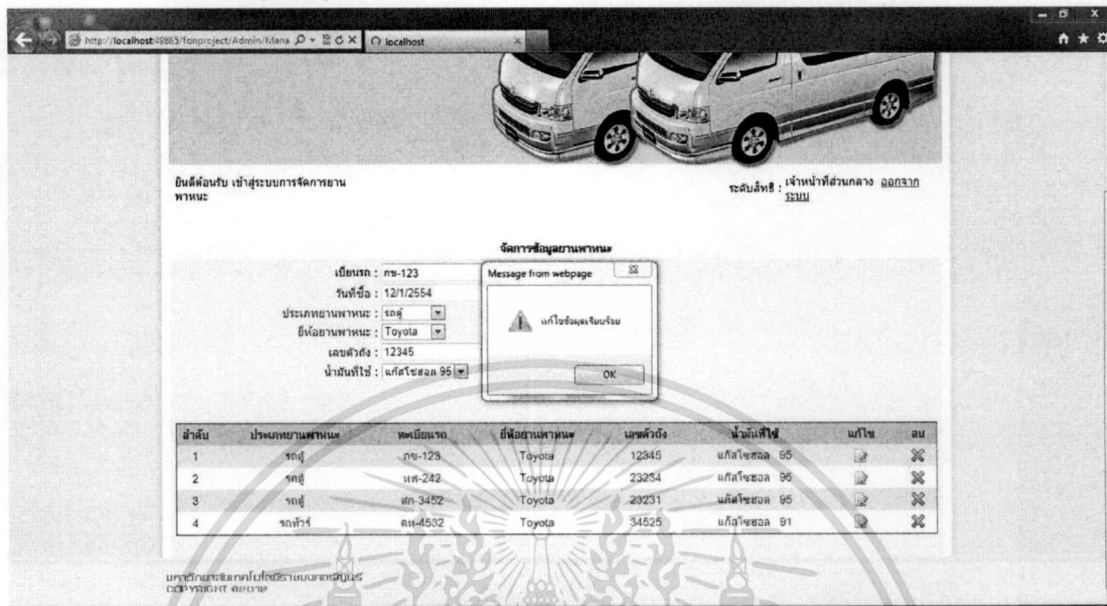 http://localhost:49865/fonproject/Admin/Mana
localhost
ยินดีต้อนรับ เข้าสู่ระบบการจัดการยาน
พาหนะ
ระดับสิทธิ์ : เจ้าหน้าที่ส่วนกลาง ออกจาก
ระบบ
จัดการข้อมูลยานพาหนะ
เบียนรถ : กข-123
วันที่ซื้อ : 12/1/2554
ประเภทยานพาหนะ : รถตู้
ยี่ห้อยานพาหนะ : Toyota
เลขตัวถัง : 12345
น้ำมันที่ใช้ : แก๊สโซฮอล 95
Message from webpage
แก้ไขข้อมูลเรียบร้อย
OK
ลำดับ ประเภทยานพาหนะ ทะเบียนรถ ยี่ห้อยานพาหนะ เลขตัวถัง น้ำมันที่ใช้ แก้ไข ลบ
1 รถตู้ กข-123 Toyota 12345 แก๊สโซฮอล 95
2 รถตู้ Toyota 23234 แก๊สโซฮอล 95
3 รถตู้ สก-3452 Toyota 23231 แก๊สโซฮอล 95
4 รถทัวร์ คห-4532 Toyota 34525 แก๊สโซฮอล 91
COPYRIGHT ©2012